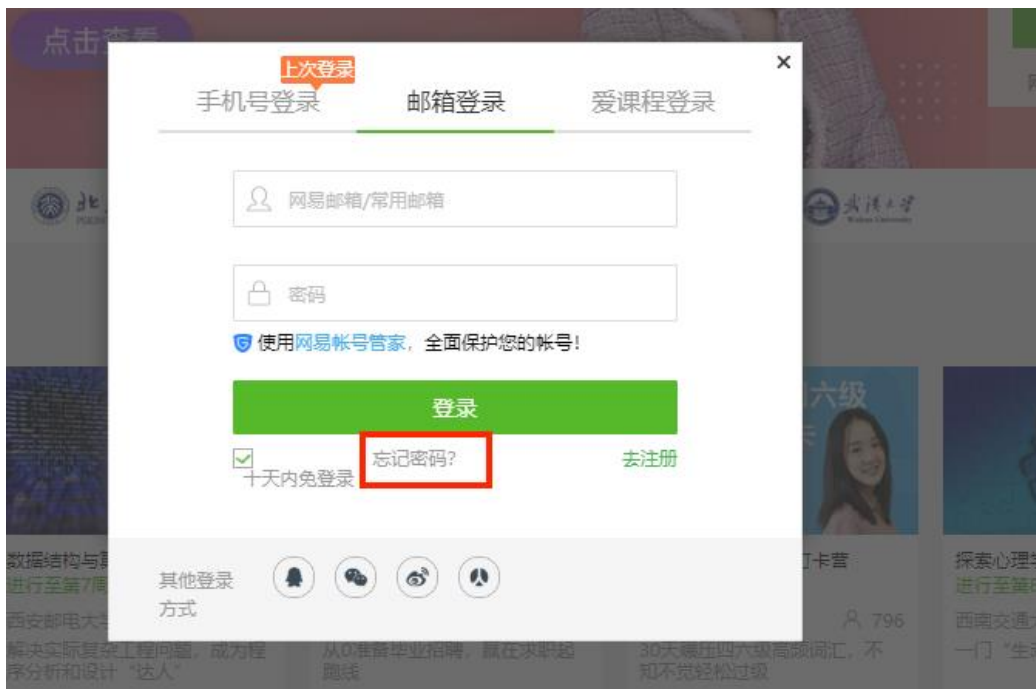 点击查看
上次登录
手机号登录
邮箱登录
爱课程登录
武汉大学
网易邮箱/常用邮箱
密码
使用网易帐号管家，全面保护您的帐号！
登录
忘记密码？
去注册
十天内免登录
六级
数据结构与
进行至第7周
打卡营
探索心理学
进行至第
其他登录
方式
西安邮电大学
796
西南交通大
解决实际复杂工程问题，成为程
序分析和设计“达人”
从0准备毕业招聘，赢在求职起
跑线
30天碾压四六级高频词汇，不
知不觉轻松过级
一门“生